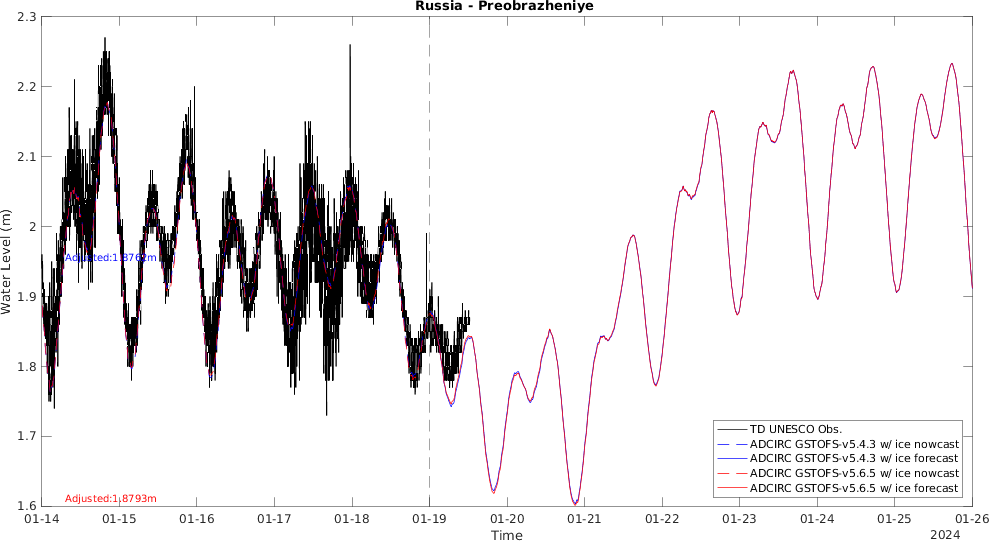 Russia - Preobrazheniye
2.3
2.2
2.1
2
1.9
1.8
1.7
1.6
Water Level (m)
Adjusted:1.8762m
Adjusted:1.8793m
TD UNESCO Obs.
ADCIRC GSTOFS-v5.4.3 w/ ice nowcast
ADCIRC GSTOFS-v5.4.3 w/ ice forecast
ADCIRC GSTOFS-v5.6.5 w/ ice nowcast
ADCIRC GSTOFS-v5.6.5 w/ ice forecast
01-14 01-15 01-16 01-17 01-18 01-19 01-20 01-21 01-22 01-23 01-24 01-25 01-26
Time
2024